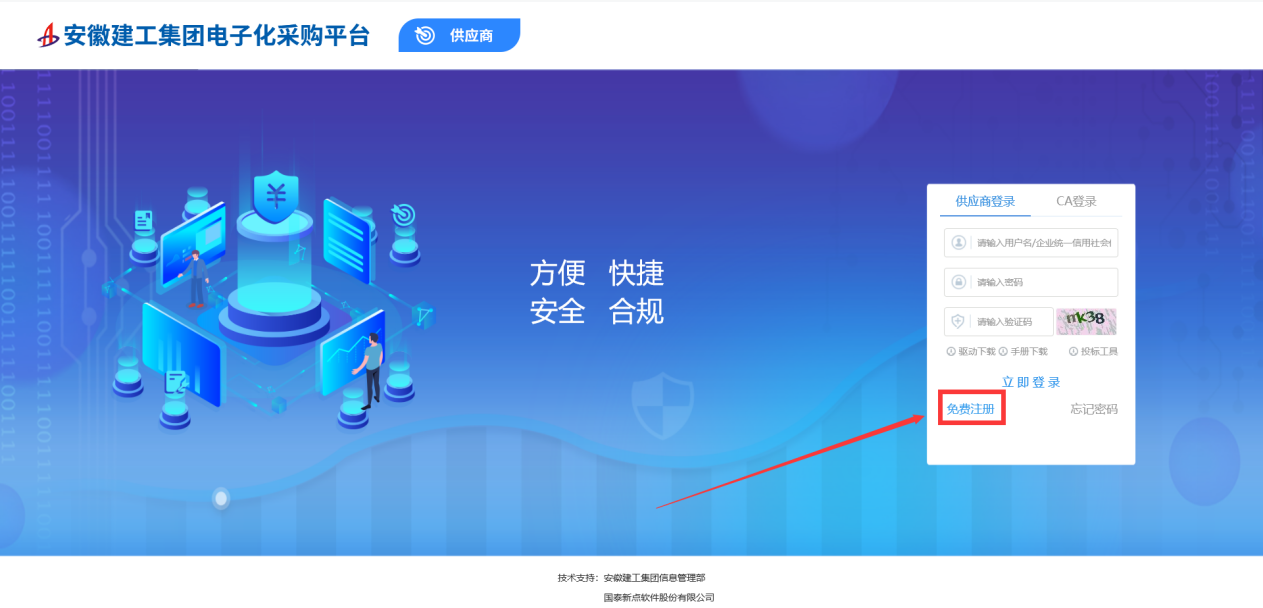 安徽建工集团电子化采购平台
供应商
方便 快捷
安全 合规
供应商登录 CA登录
请输入用户名/企业统一信用社会
请输入密码
请输入验证码 mk38
驱动下载 手册下载 投标工具
立即登录
免费注册 忘记密码
技术支持：安徽建工集团信息管理部
国泰新点软件股份有限公司